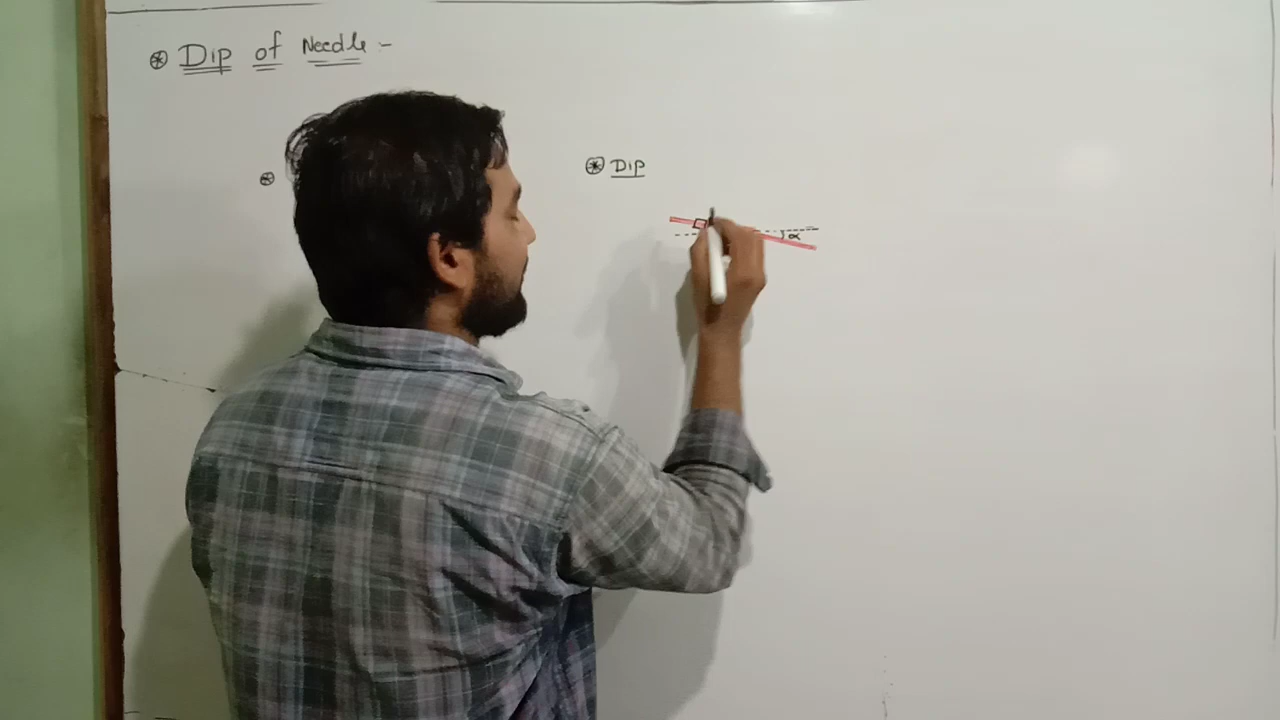 ⊛ Dip of Needle :-
⊛ ⊛ DIP
α